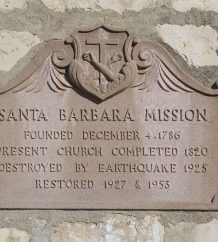 SANTA BARBARA MISSION
FOUNDED DECEMBER 4·1786
PRESENT CHURCH COMPLETED 1820
DESTROYED BY EARTHQUAKE 1925
RESTORED 1927 & 1953